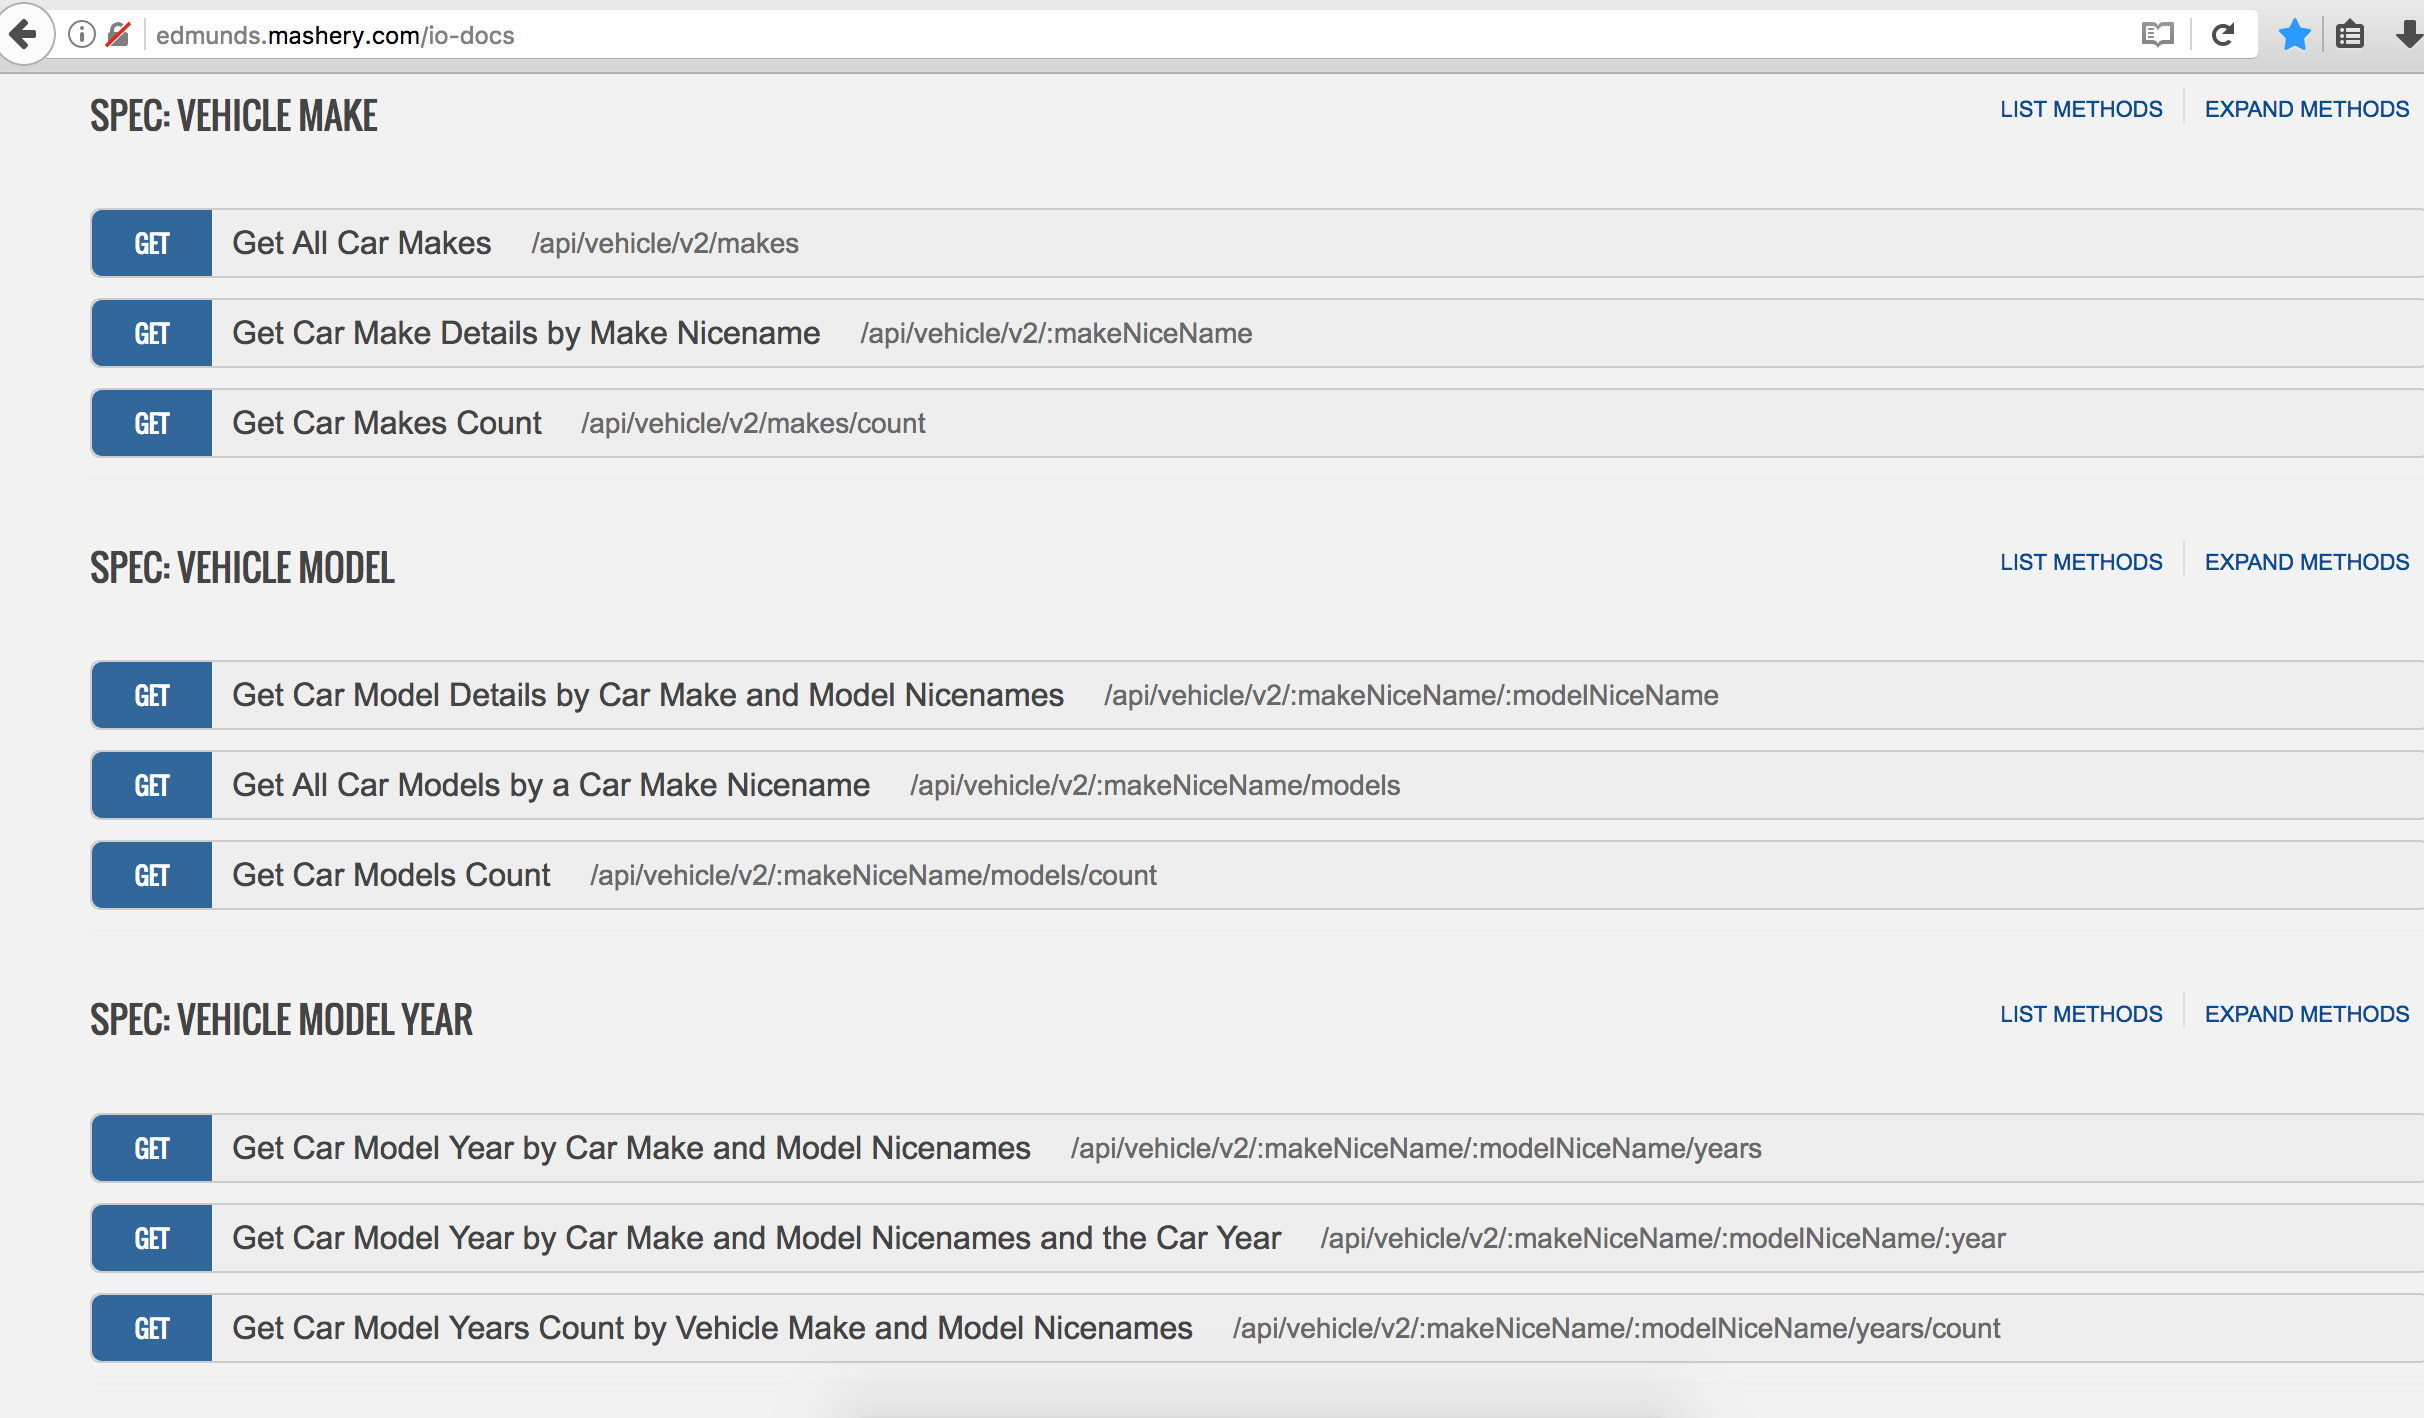 edmunds.mashery.com/io-docs
SPEC: VEHICLE MAKE
LIST METHODS EXPAND METHODS
GET Get All Car Makes /api/vehicle/v2/makes
GET Get Car Make Details by Make Nicename /api/vehicle/v2/:makeNiceName
GET Get Car Makes Count /api/vehicle/v2/makes/count
SPEC: VEHICLE MODEL
LIST METHODS EXPAND METHODS
GET Get Car Model Details by Car Make and Model Nicenames /api/vehicle/v2/:makeNiceName/:modelNiceName
GET Get All Car Models by a Car Make Nicename /api/vehicle/v2/:makeNiceName/models
GET Get Car Models Count /api/vehicle/v2/:makeNiceName/models/count
SPEC: VEHICLE MODEL YEAR
LIST METHODS EXPAND METHODS
GET Get Car Model Year by Car Make and Model Nicenames /api/vehicle/v2/:makeNiceName/:modelNiceName/years
GET Get Car Model Year by Car Make and Model Nicenames and the Car Year /api/vehicle/v2/:makeNiceName/:modelNiceName/:year
GET Get Car Model Years Count by Vehicle Make and Model Nicenames /api/vehicle/v2/:makeNiceName/:modelNiceName/years/count